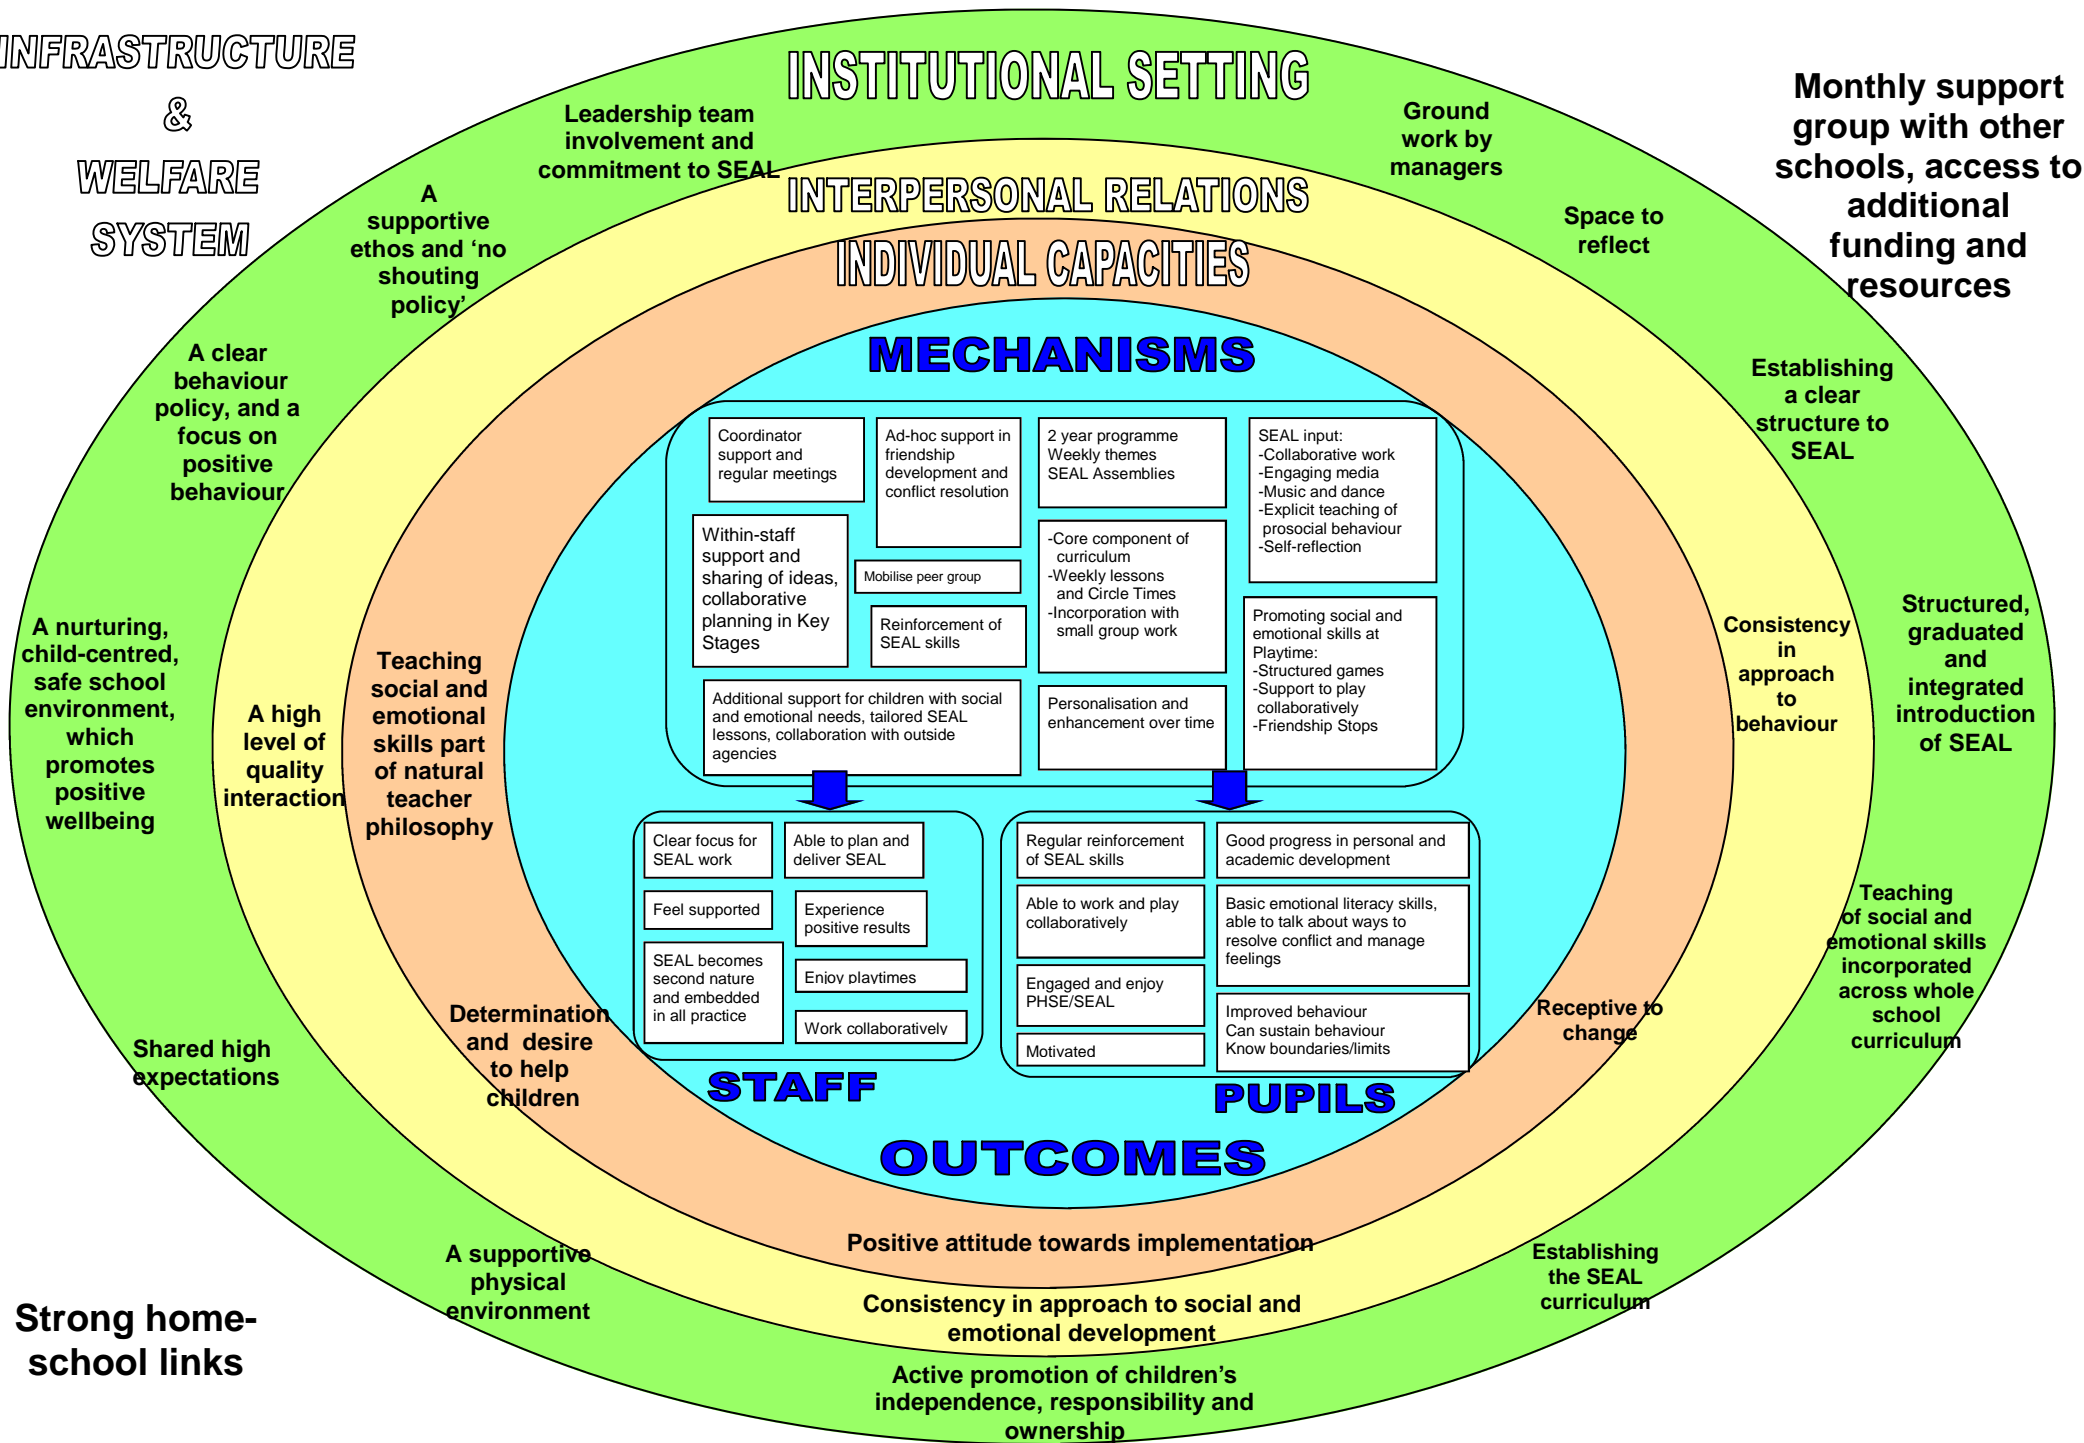 INFRASTRUCTURE
&
WELFARE
SYSTEM
INSTITUTIONAL SETTING
Monthly support
group with other
schools, access to
additional
funding and
resources
Leadership team
involvement and
commitment to SEAL
Ground
work by
managers
A
supportive
ethos and ‘no
shouting
policy’
Space to
reflect
A clear
behaviour
policy, and a
focus on
positive
behaviour
Establishing
a clear
structure to
SEAL
A nurturing,
child-centred,
safe school
environment,
which
promotes
positive
wellbeing
Structured,
graduated
and
integrated
introduction
of SEAL
Teaching
of social and
emotional skills
incorporated
across whole
school
curriculum
Shared high
expectations
A supportive
physical
environment
Establishing
the SEAL
curriculum
Active promotion of children’s
independence, responsibility and
ownership
Strong home-
school links
INTERPERSONAL RELATIONS
A high
level of
quality
interaction
Consistency
in
approach
to
behaviour
Consistency in approach to social and
emotional development
INDIVIDUAL CAPACITIES
Teaching
social and
emotional
skills part
of natural
teacher
philosophy
Determination
and desire
to help
children
Receptive to
change
Positive attitude towards implementation
MECHANISMS
Coordinator
support and
regular meetings
Ad-hoc support in
friendship
development and
conflict resolution
2 year programme
Weekly themes
SEAL Assemblies
SEAL input:
-Collaborative work
-Engaging media
-Music and dance
-Explicit teaching of
prosocial behaviour
-Self-reflection
Within-staff
support and
sharing of ideas,
collaborative
planning in Key
Stages
Mobilise peer group
Reinforcement of
SEAL skills
-Core component of
curriculum
-Weekly lessons
and Circle Times
-Incorporation with
small group work
Promoting social and
emotional skills at
Playtime:
-Structured games
-Support to play
collaboratively
-Friendship Stops
Additional support for children with social
and emotional needs, tailored SEAL
lessons, collaboration with outside
agencies
Personalisation and
enhancement over time
Clear focus for
SEAL work
Able to plan and
deliver SEAL
Feel supported
Experience
positive results
SEAL becomes
second nature
and embedded
in all practice
Enjoy playtimes
Work collaboratively
STAFF
Regular reinforcement
of SEAL skills
Good progress in personal and
academic development
Able to work and play
collaboratively
Basic emotional literacy skills,
able to talk about ways to
resolve conflict and manage
feelings
Engaged and enjoy
PHSE/SEAL
Improved behaviour
Can sustain behaviour
Know boundaries/limits
Motivated
PUPILS
OUTCOMES